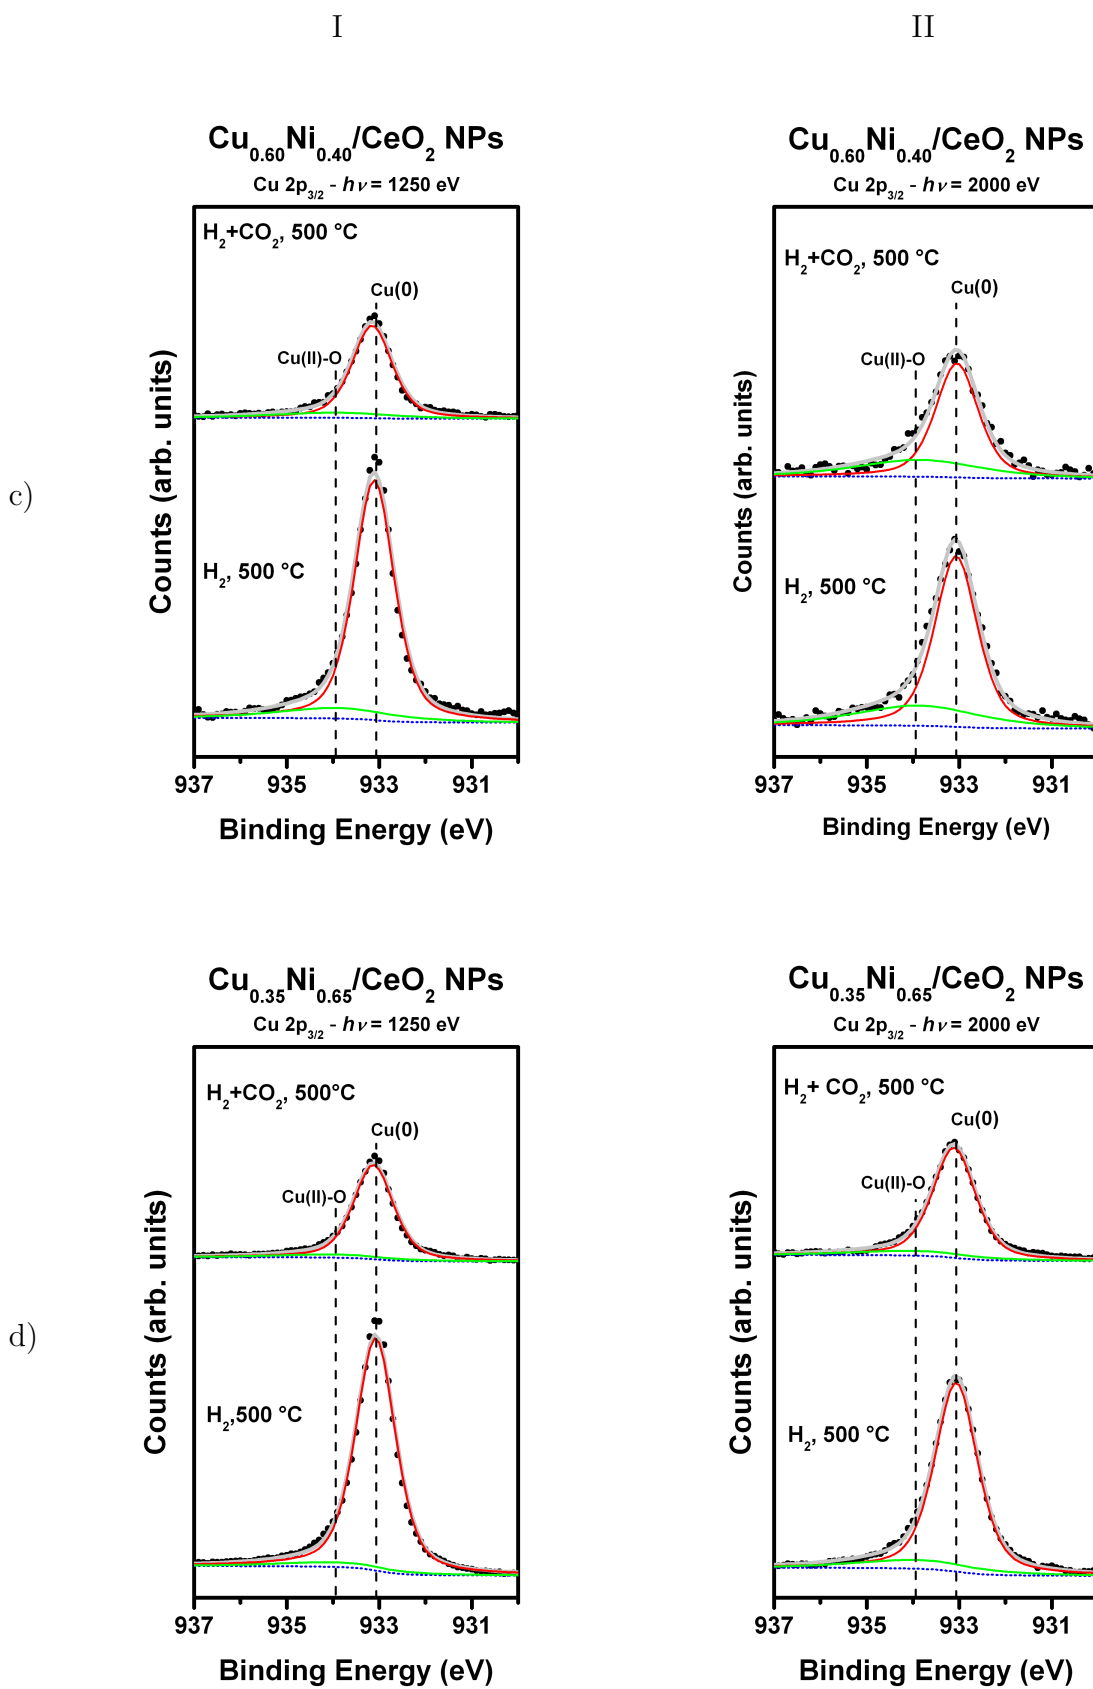 I
II
Cu0.60Ni0.40/CeO2 NPs
Cu 2p3/2 - hν = 1250 eV
H2+CO2, 500 °C
Cu(0)
Cu(II)-O
H2, 500 °C
Counts (arb. units)
937 935 933 931
Binding Energy (eV)
Cu0.60Ni0.40/CeO2 NPs
Cu 2p3/2 - hν = 2000 eV
H2+CO2, 500 °C
Cu(0)
Cu(II)-O
H2, 500 °C
Counts (arb. units)
937 935 933 931
Binding Energy (eV)
c)
Cu0.35Ni0.65/CeO2 NPs
Cu 2p3/2 - hν = 1250 eV
H2+CO2, 500°C
Cu(0)
Cu(II)-O
H2,500 °C
Counts (arb. units)
937 935 933 931
Binding Energy (eV)
Cu0.35Ni0.65/CeO2 NPs
Cu 2p3/2 - hν = 2000 eV
H2+ CO2, 500 °C
Cu(0)
Cu(II)-O
H2, 500 °C
Counts (arb. units)
937 935 933 931
Binding Energy (eV)
d)